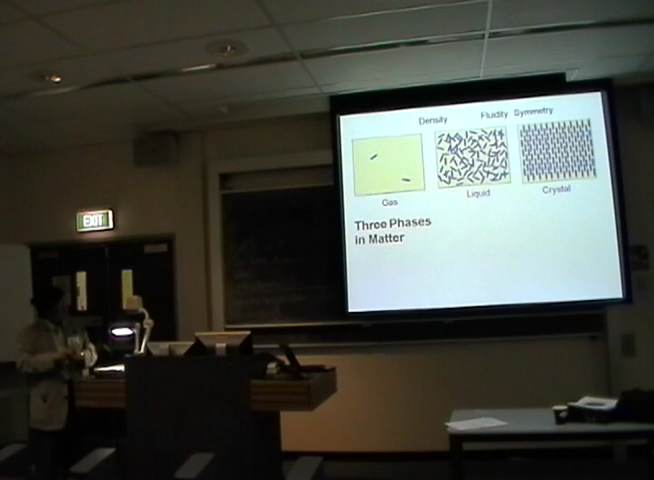 Density Fluidity Symmetry
Gas Liquid Crystal
Three Phases
in Matter
EXIT